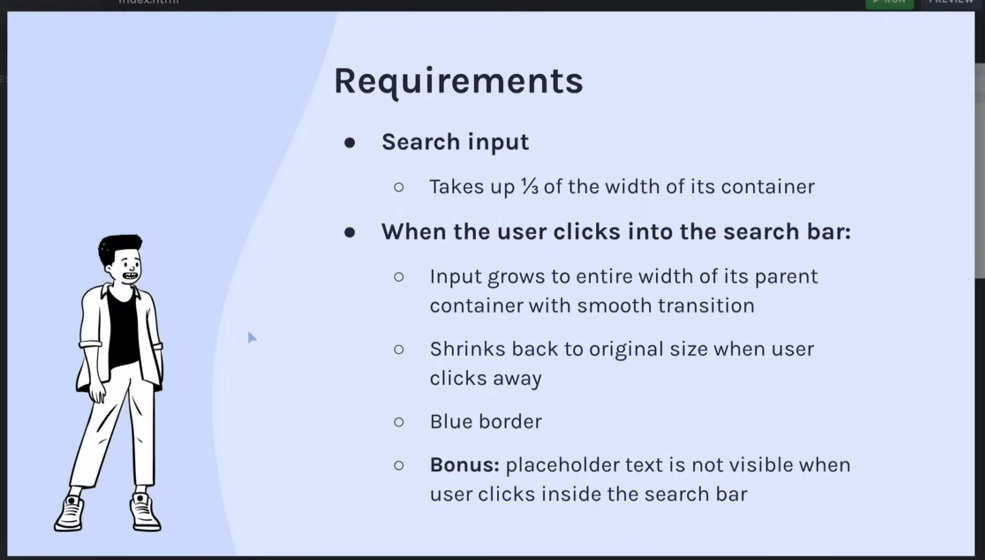 index.html
RUN
PREVIEW
Requirements
● Search input
○ Takes up ⅓ of the width of its container
● When the user clicks into the search bar:
○ Input grows to entire width of its parent
container with smooth transition
○ Shrinks back to original size when user
clicks away
○ Blue border
○ Bonus: placeholder text is not visible when
user clicks inside the search bar